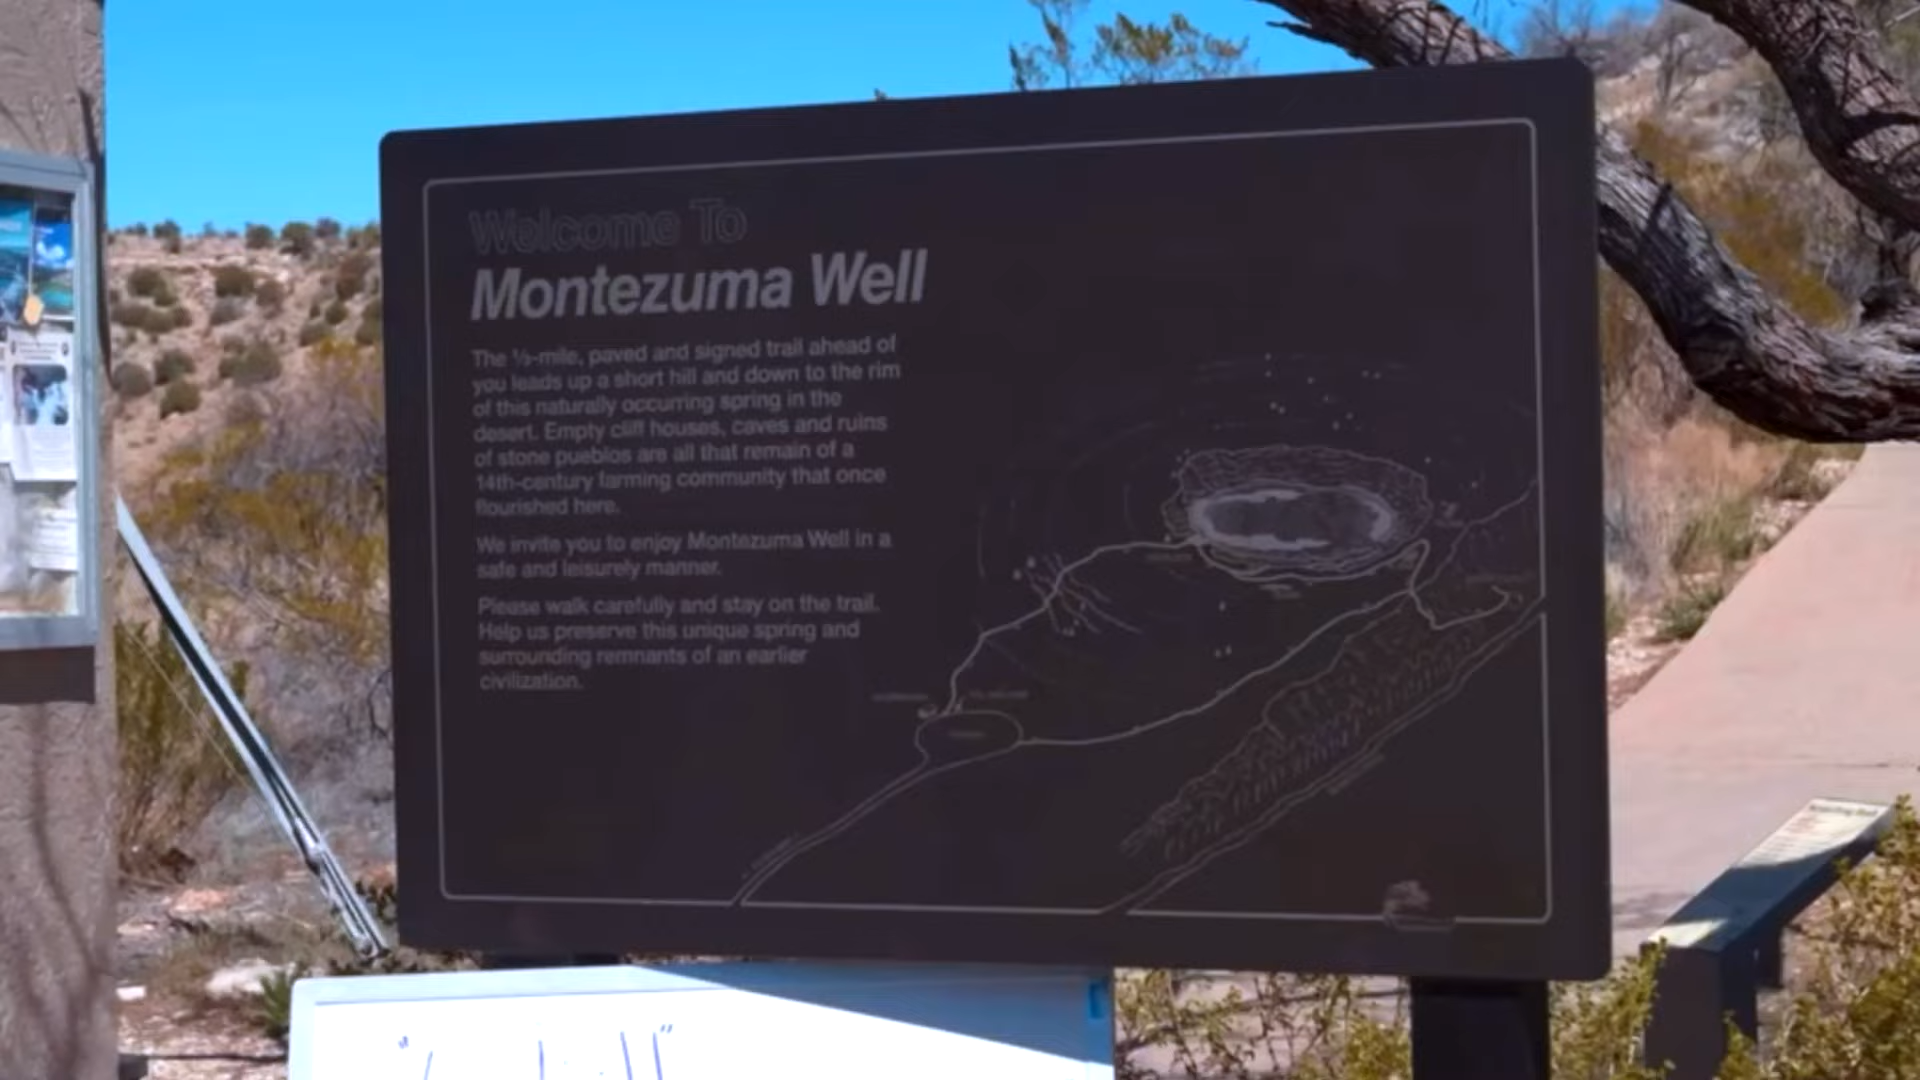 Welcome To
Montezuma Well
The ⅓-mile, paved and signed trail ahead of
you leads up a short hill and down to the rim
of this naturally occurring spring in the
desert. Empty cliff houses, caves and ruins
of stone pueblos are all that remain of a
14th-century farming community that once
flourished here.
We invite you to enjoy Montezuma Well in a
safe and leisurely manner.
Please walk carefully and stay on the trail.
Help us preserve this unique spring and
surrounding remnants of an earlier
civilization.